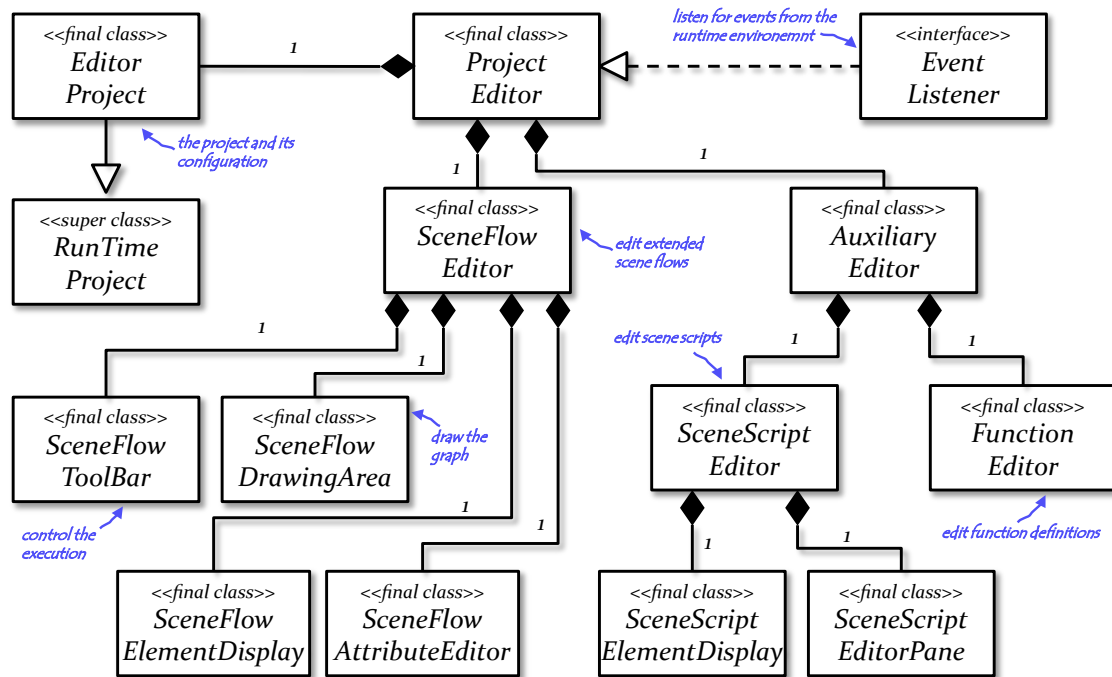 <<final class>>
Editor
Project
1
<<final class>>
Project
Editor
listen for events from the
runtime environemnt
<<interface>>
Event
Listener
the project and its
configuration
1
1
<<super class>>
RunTime
Project
<<final class>>
SceneFlow
Editor
edit extended
scene flows
<<final class>>
Auxiliary
Editor
1
1
edit scene scripts
1
1
<<final class>>
SceneFlow
ToolBar
<<final class>>
SceneFlow
DrawingArea
draw the
graph
<<final class>>
SceneScript
Editor
<<final class>>
Function
Editor
control the
execution
1
1
1
1
edit function definitions
<<final class>>
SceneFlow
ElementDisplay
<<final class>>
SceneFlow
AttributeEditor
<<final class>>
SceneScript
ElementDisplay
<<final class>>
SceneScript
EditorPane